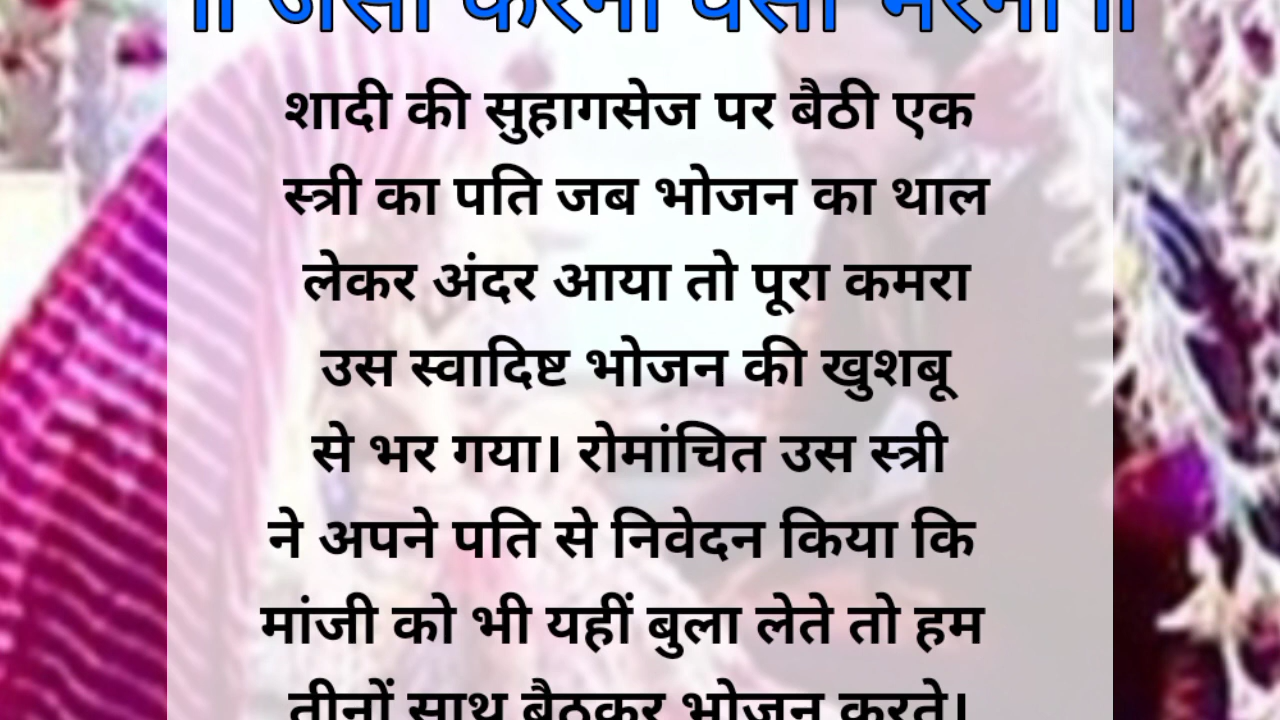 ॥ जैसी करनी वैसी भरनी ॥
शादी की सुहागसेज पर बैठी एक
स्त्री का पति जब भोजन का थाल
लेकर अंदर आया तो पूरा कमरा
उस स्वादिष्ट भोजन की खुशबू
से भर गया। रोमांचित उस स्त्री
ने अपने पति से निवेदन किया कि
मांजी को भी यहीं बुला लेते तो हम
तीनों साथ बैठकर भोजन करते।